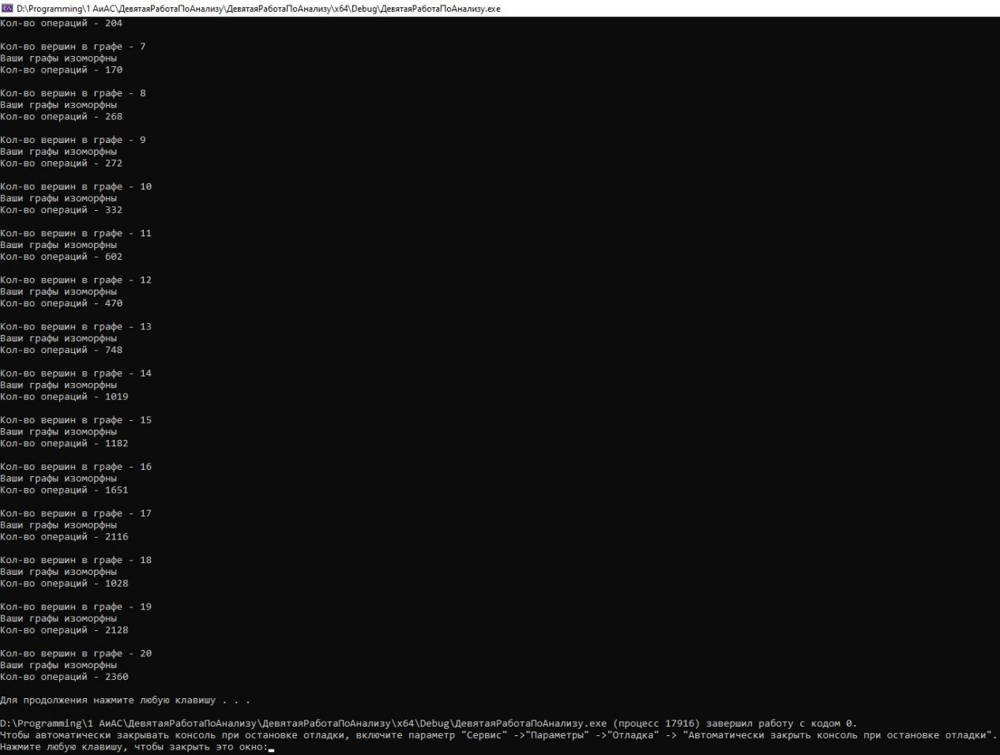 D:\Programming\1 АиАС\ДевятаяРаботаПоАнализу\ДевятаяРаботаПоАнализу\x64\Debug\ДевятаяРаботаПоАнализу.exe
Кол-во операций - 204
Кол-во вершин в графе - 7
Ваши графы изоморфны
Кол-во операций - 170
Кол-во вершин в графе - 8
Ваши графы изоморфны
Кол-во операций - 268
Кол-во вершин в графе - 9
Ваши графы изоморфны
Кол-во операций - 272
Кол-во вершин в графе - 10
Ваши графы изоморфны
Кол-во операций - 332
Кол-во вершин в графе - 11
Ваши графы изоморфны
Кол-во операций - 602
Кол-во вершин в графе - 12
Ваши графы изоморфны
Кол-во операций - 470
Кол-во вершин в графе - 13
Ваши графы изоморфны
Кол-во операций - 748
Кол-во вершин в графе - 14
Ваши графы изоморфны
Кол-во операций - 1019
Кол-во вершин в графе - 15
Ваши графы изоморфны
Кол-во операций - 1182
Кол-во вершин в графе - 16
Ваши графы изоморфны
Кол-во операций - 1651
Кол-во вершин в графе - 17
Ваши графы изоморфны
Кол-во операций - 2116
Кол-во вершин в графе - 18
Ваши графы изоморфны
Кол-во операций - 1028
Кол-во вершин в графе - 19
Ваши графы изоморфны
Кол-во операций - 2128
Кол-во вершин в графе - 20
Ваши графы изоморфны
Кол-во операций - 2360
Для продолжения нажмите любую клавишу . . .
D:\Programming\1 АиАС\ДевятаяРаботаПоАнализу\ДевятаяРаботаПоАнализу\x64\Debug\ДевятаяРаботаПоАнализу.exe (процесс 17916) завершил работу с кодом 0.
Чтобы автоматически закрывать консоль при остановке отладки, включите параметр "Сервис" ->"Параметры" ->"Отладка" -> "Автоматически закрыть консоль при остановке отладки".
Нажмите любую клавишу, чтобы закрыть это окно: